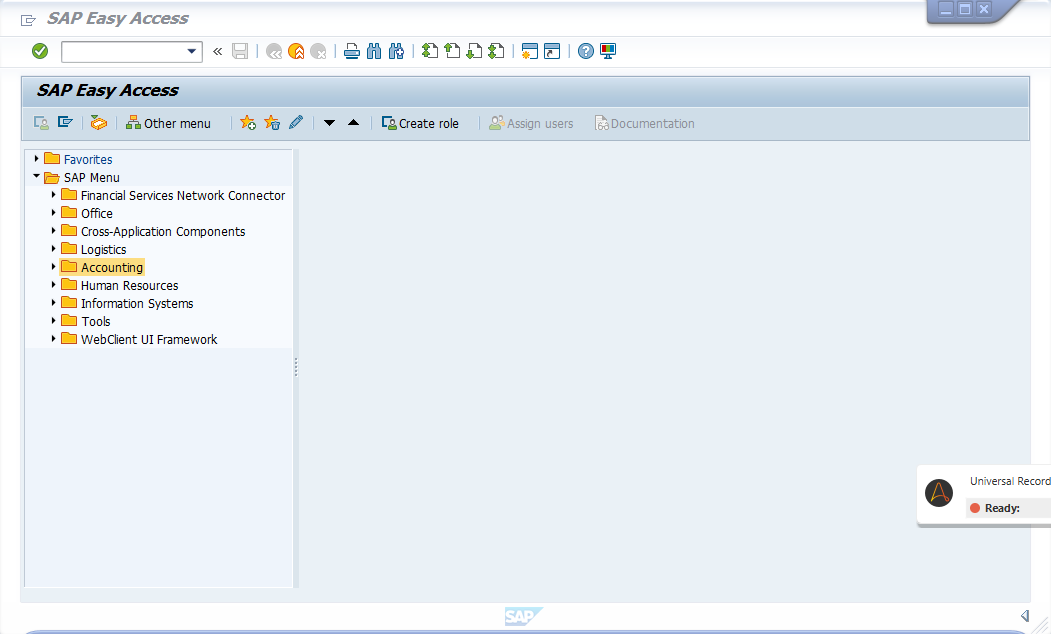 SAP Easy Access
SAP Easy Access
Other menu Create role Assign users Documentation
Favorites
SAP Menu
Financial Services Network Connector
Office
Cross-Application Components
Logistics
Accounting
Human Resources
Information Systems
Tools
WebClient UI Framework
Universal Record
Ready:
SAP